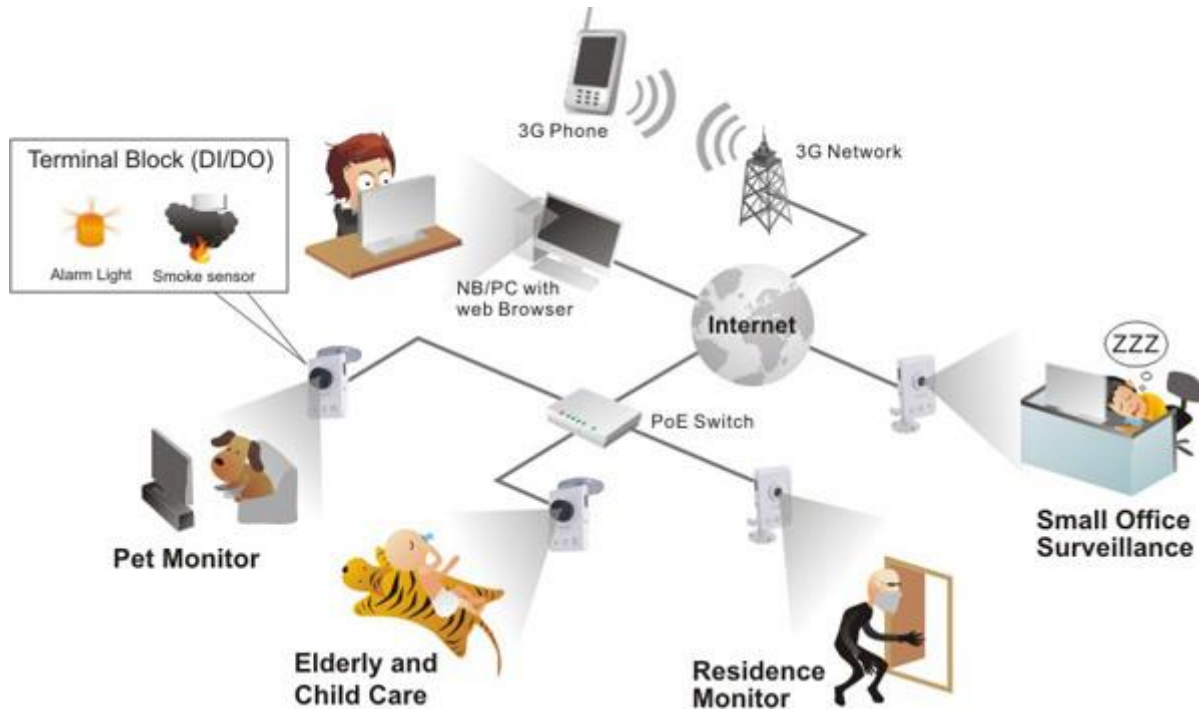 3G Phone
3G Network
Terminal Block (DI/DO)
Alarm Light
Smoke sensor
NB/PC with
web Browser
Internet
ZZZ
PoE Switch
Pet Monitor
Small Office
Surveillance
Elderly and
Child Care
Residence
Monitor